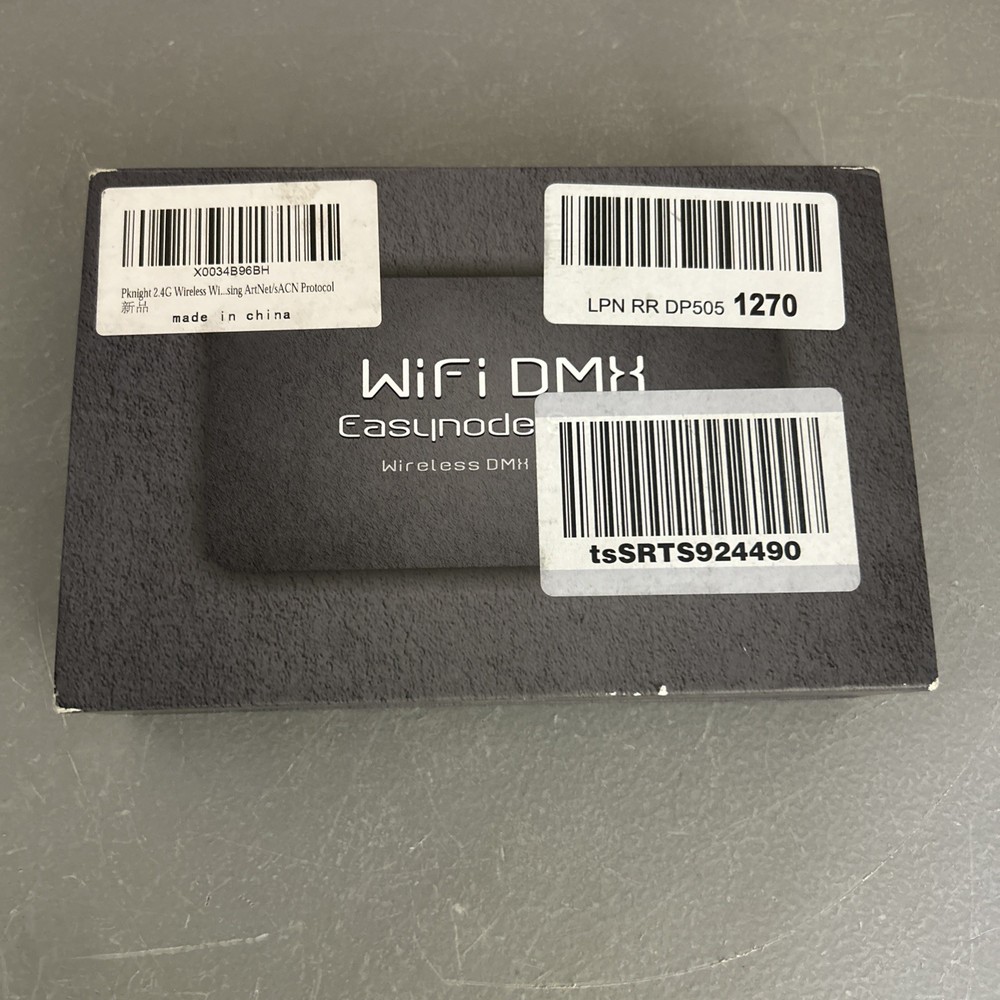 X0034B96BH
Pknight 2.4G Wireless Wi...sing ArtNet/sACN Protocol
新品
made in china
LPN RR DP505 1270
WiFi DMX
Easynode
Wireless DMX
tsSRTS924490